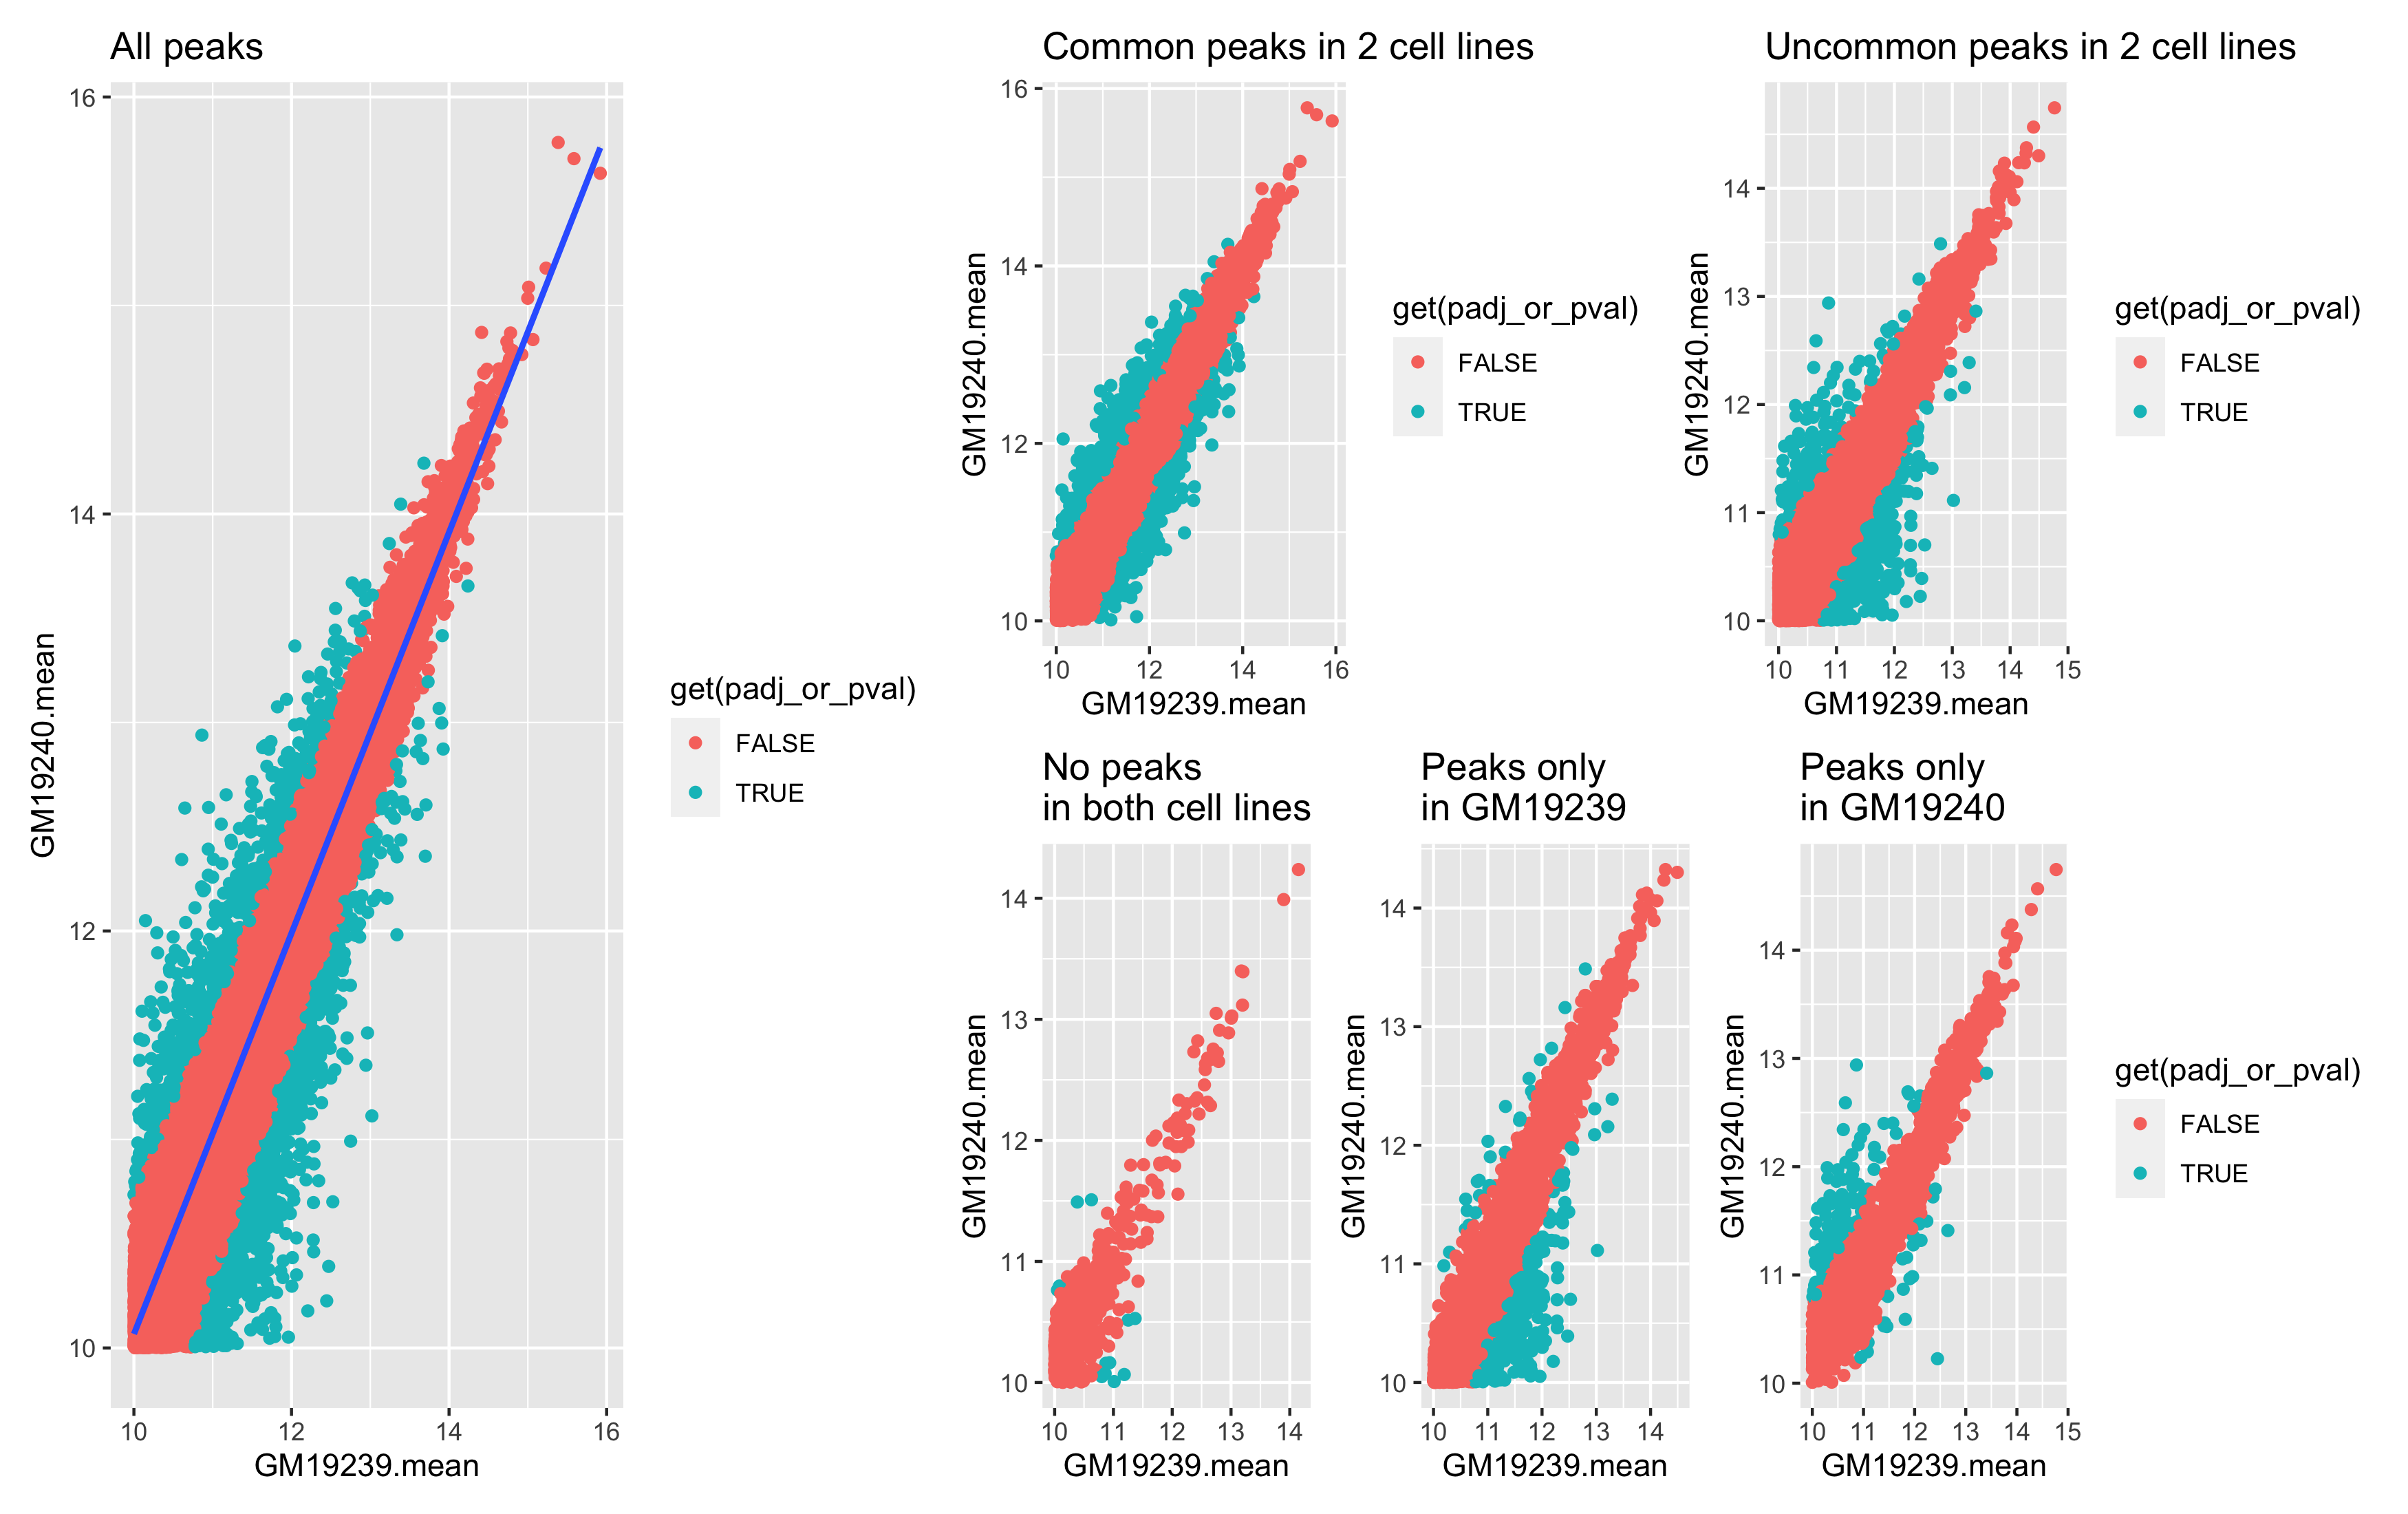 All peaks
16
14
12
10
10 12 14 16
GM19239.mean
GM19240.mean
get(padj_or_pval)
FALSE
TRUE
Common peaks in 2 cell lines
16
14
12
10
10 12 14 16
GM19239.mean
GM19240.mean
get(padj_or_pval)
FALSE
TRUE
Uncommon peaks in 2 cell lines
14
13
12
11
10
10 11 12 13 14 15
GM19239.mean
GM19240.mean
get(padj_or_pval)
FALSE
TRUE
No peaks
in both cell lines
14
13
12
11
10
10 11 12 13 14
GM19239.mean
GM19240.mean
Peaks only
in GM19239
14
13
12
11
10
10 11 12 13 14
GM19239.mean
GM19240.mean
Peaks only
in GM19240
14
13
12
11
10
10 11 12 13 14 15
GM19239.mean
GM19240.mean
get(padj_or_pval)
FALSE
TRUE